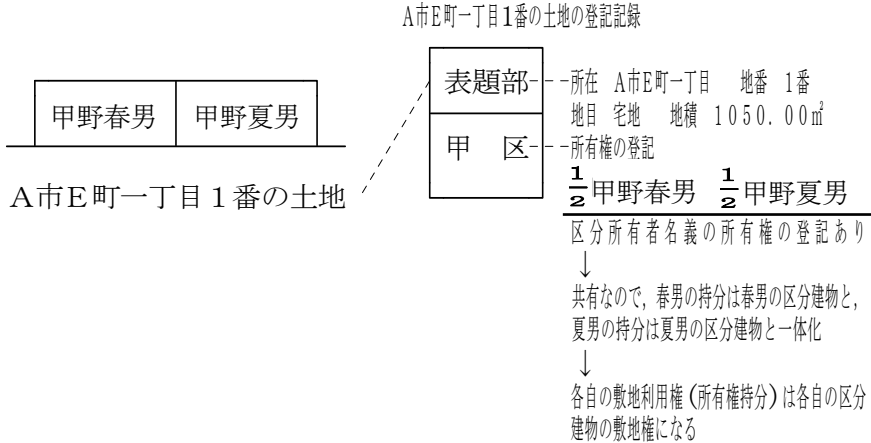 A市E町一丁目1番の土地の登記記録
甲野春男 甲野夏男
A市E町一丁目1番の土地
表題部
甲 区
所在 A市E町一丁目 地番 1番
地目 宅地 地積 1050.00㎡
所有権の登記
1/2甲野春男 1/2甲野夏男
区分所有者名義の所有権の登記あり
↓
共有なので,春男の持分は春男の区分建物と,
夏男の持分は夏男の区分建物と一体化
↓
各自の敷地利用権(所有権持分)は各自の区分
建物の敷地権になる